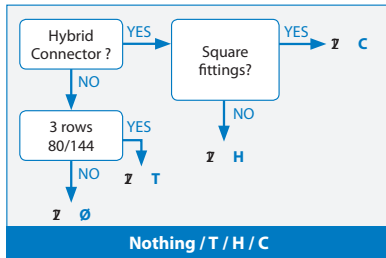 Hybrid
Connector ?
YES
Square
fittings?
YES
C
NO
3 rows
80/144
YES
NO
H
T
NO
Ø
Nothing / T / H / C